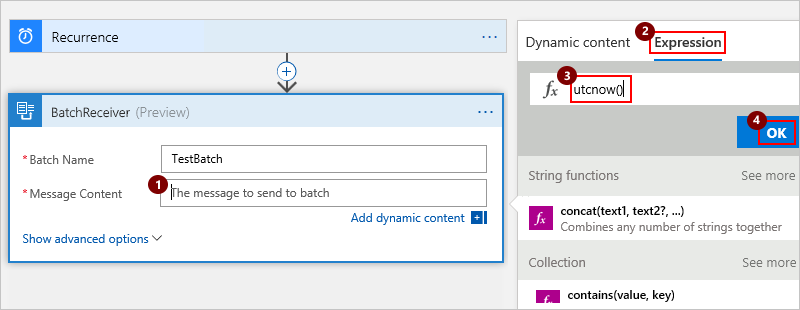 Recurrence
...
BatchReceiver (Preview)
...
*Batch Name
TestBatch
*Message Content
1
The message to send to batch
Add dynamic content
Show advanced options
Dynamic content
2
Expression
3
fx
utcnow()
4
OK
String functions
See more
fx
concat(text1, text2?, ...)
Combines any number of strings together
Collection
See more
fx
contains(value, key)